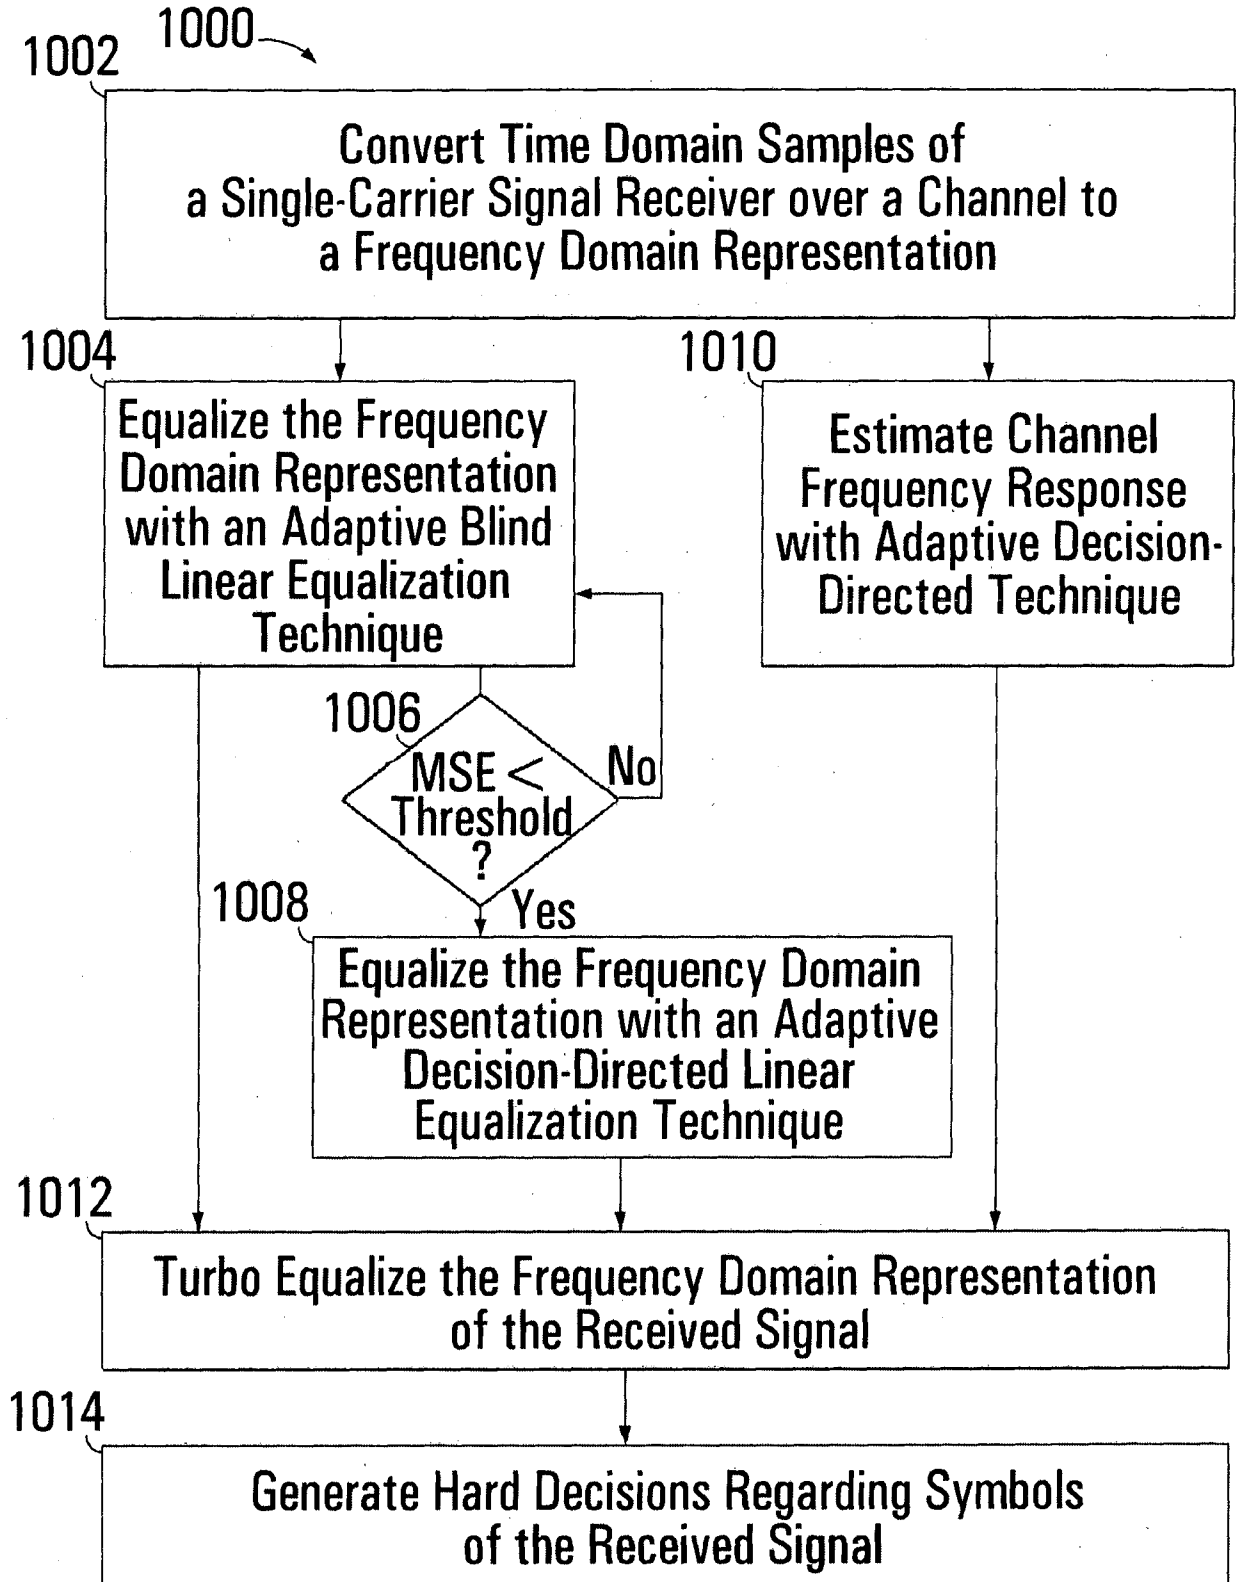 1000
1002
Convert Time Domain Samples of
a Single-Carrier Signal Receiver over a Channel to
a Frequency Domain Representation
1004
Equalize the Frequency
Domain Representation
with an Adaptive Blind
Linear Equalization
Technique
1010
Estimate Channel
Frequency Response
with Adaptive Decision-
Directed Technique
1006
MSE <
Threshold
?
No
Yes
1008
Equalize the Frequency Domain
Representation with an Adaptive
Decision-Directed Linear
Equalization Technique
1012
Turbo Equalize the Frequency Domain Representation
of the Received Signal
1014
Generate Hard Decisions Regarding Symbols
of the Received Signal